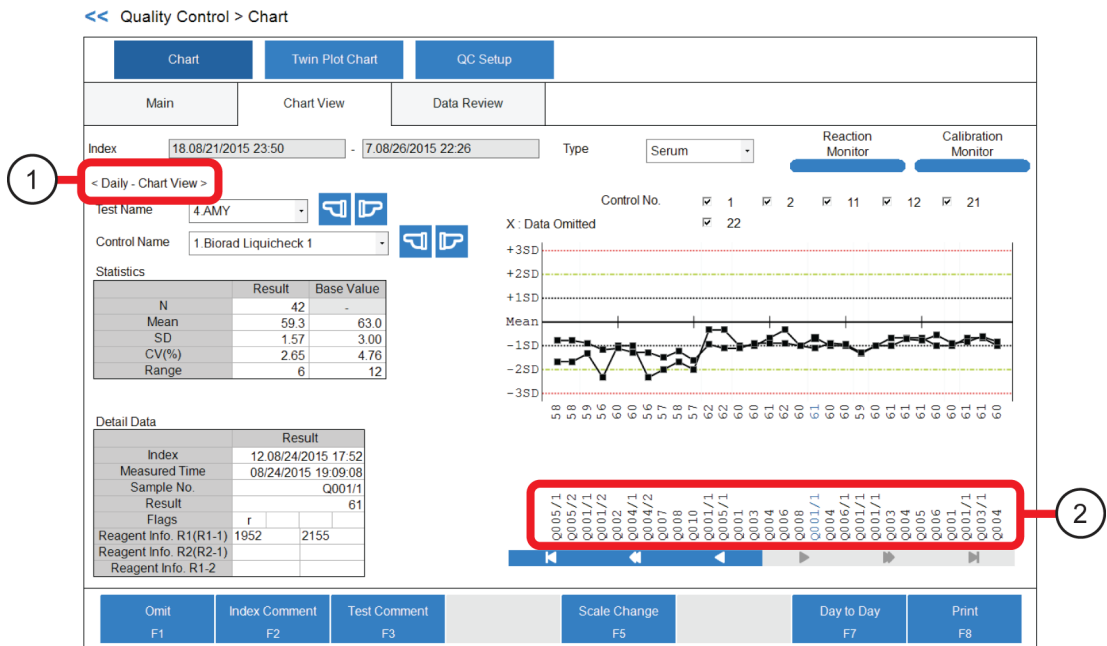 << Quality Control > Chart
Chart Twin Plot Chart QC Setup
Main Chart View Data Review
Index 18.08/21/2015 23:50 - 7.08/26/2015 22:26 Type Serum Reaction Monitor Calibration Monitor
1
< Daily - Chart View >
Test Name 4.AMY
Control Name 1.Biorad Liquicheck 1
Control No. 1 2 11 12 21
X : Data Omitted 22
Statistics
Result Base Value
N 42 -
Mean 59.3 63.0
SD 1.57 3.00
CV(%) 2.65 4.76
Range 6 12
+3SD
+2SD
+1SD
Mean
-1SD
-2SD
-3SD
58 58 59 56 60 60 56 57 58 57 62 62 60 60 61 62 60 61 60 60 59 60 61 61 61 60 60 61 61 60
Detail Data
Result
Index 12.08/24/2015 17:52
Measured Time 08/24/2015 19:09:08
Sample No. Q001/1
Result 61
Flags r
Reagent Info. R1(R1-1) 1952 2155
Reagent Info. R2(R2-1)
Reagent Info. R1-2
Q005/1 Q005/2 Q001/1 Q001/2 Q002 Q004/1 Q004/2 Q007 Q008 Q010 Q001/1 Q005/1 Q001 Q003 Q004 Q006 Q008 Q001/1 Q004 Q006/1 Q001/1 Q001/1 Q003 Q004 Q005 Q006 Q001 Q001/1 Q003/1 Q004
2
Omit Index Comment Test Comment Scale Change Day to Day Print
F1 F2 F3 F5 F7 F8